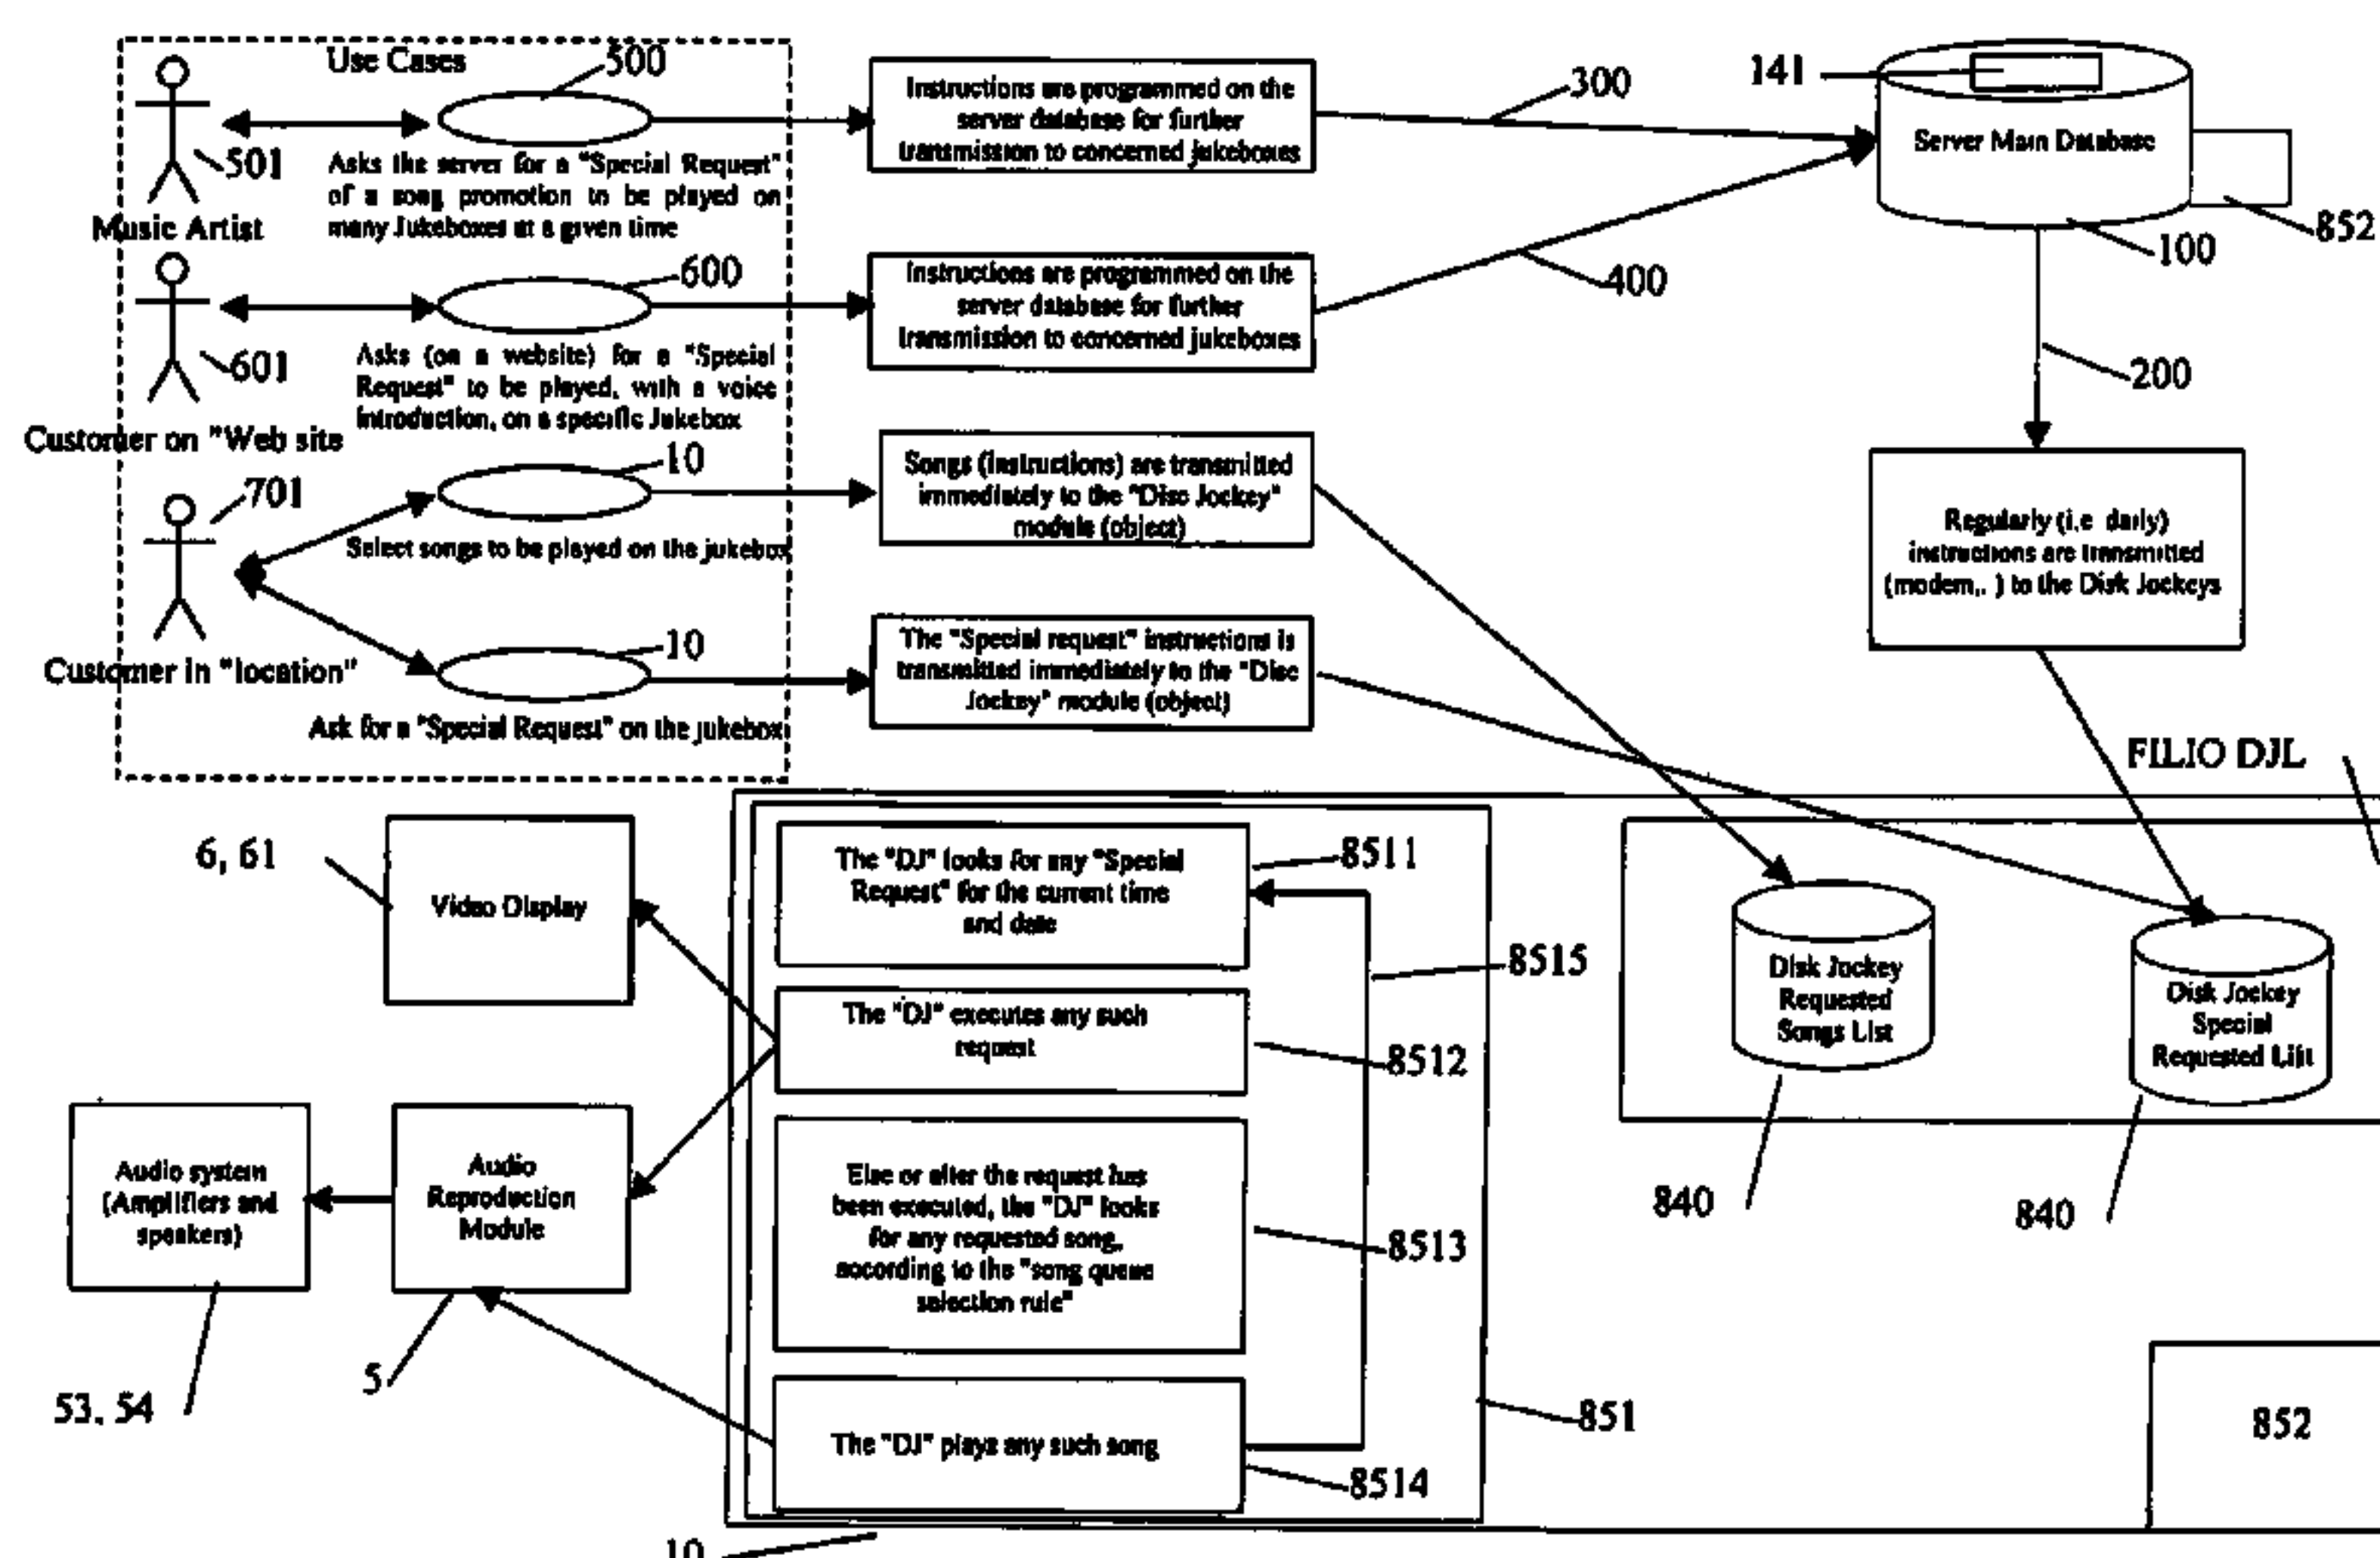 Use Cases
500
501
Music Artist
Asks the server for a "Special Request"
of a song promotion to be played on
many Jukeboxes at a given time
600
601
Customer on "Web site
Asks (on a website) for a "Special
Request" to be played, with a voice
introduction, on a specific Jukebox
10
701
Select songs to be played on the jukebox
10
Customer in "location"
Ask for a "Special Request" on the jukebox
Instructions are programmed on the
server database for further
transmission to concerned jukeboxes
300
Instructions are programmed on the
server database for further
transmission to concerned jukeboxes
400
Songs (instructions) are transmitted
immediately to the "Disc Jockey"
module (object)
The "Special request" instructions is
transmitted immediately to the "Disc
Jockey" module (object)
141
Server Main Database
852
100
200
Regularly (i.e daily)
instructions are transmitted
(modem,. ) to the Disk Jockeys
FILIO DJL
6, 61
Video Display
The "DJ" looks for any "Special
Request" for the current time
and date
8511
8515
The "DJ" executes any such
request
8512
Disk Jockey
Requested
Songs List
Disk Jockey
Special
Requested List
840
840
Audio system
(Amplifiers and
speakers)
Audio
Reproduction
Module
Else or after the request has
been executed, the "DJ" looks
for any requested song,
according to the "song queue
selection rule"
8513
53, 54
5
The "DJ" plays any such song
8514
851
852
10